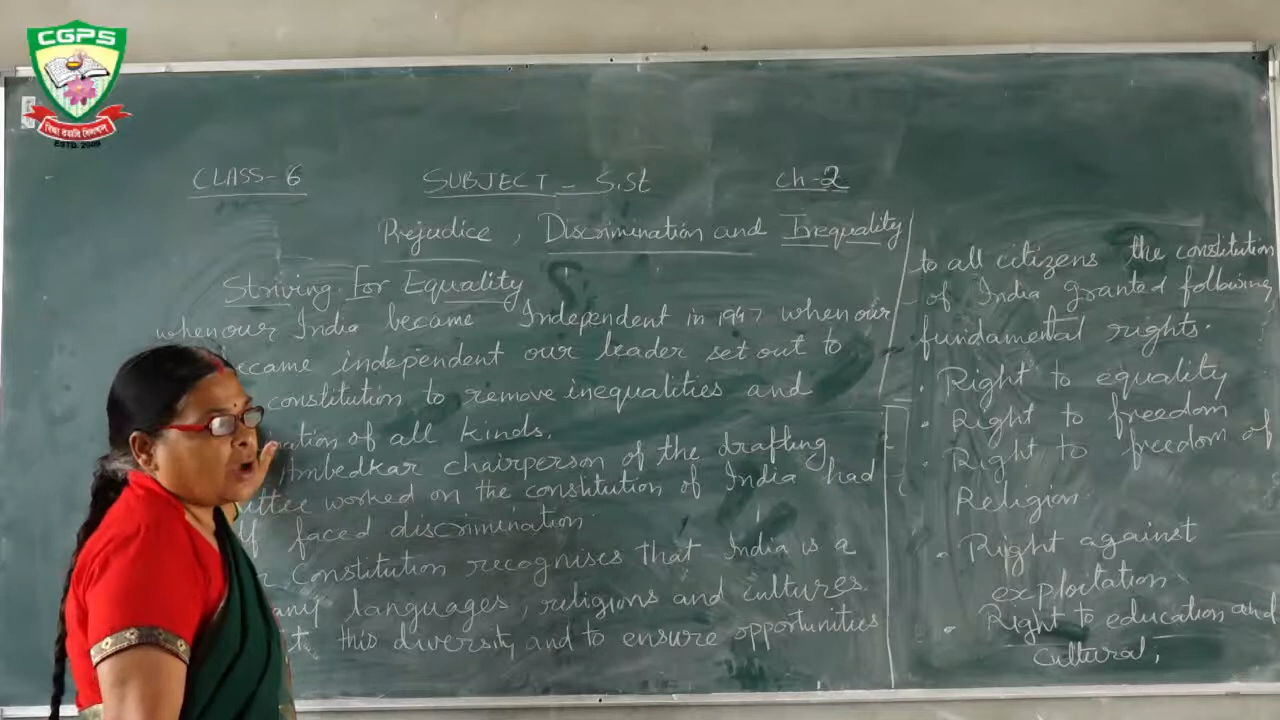 CGPS
ESTD. 2009
CLASS-6 SUBJECT - S.St Ch-2
Prejudice, Discrimination and Inequality
Striving For Equality
when our India became Independent in 1947 when our
came independent our leader set out to
constitution to remove inequalities and
ation of all kinds.
Ambedkar chairperson of the drafting
ttee worked on the constitution of India had
lf faced discrimination.
r Constitution recognises that India is a
any languages, religions and cultures.
t this diversity and to ensure opportunities
to all citizens the constitution
of India granted following
fundamental rights.
• Right to equality
• Right to freedom
• Right to freedom of
Religion.
• Right against
exploitation
• Right to education and
cultural,